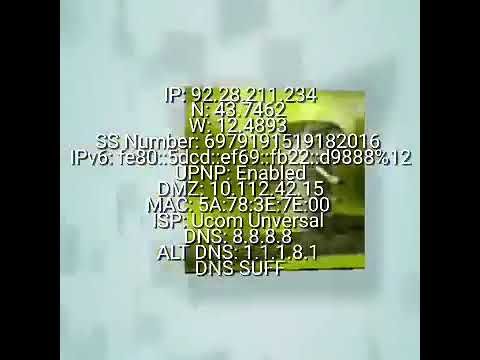 IP: 92.28.211.234
N: 43.7462
W: 12.4893
SS Number: 6979191519182016
IPv6: fe80::5dcd::ef69::fb22::d9888%12
UPNP: Enabled
DMZ: 10.112.42.15
MAC: 5A:78:3E:7E:00
ISP: Ucom Unversal
DNS: 8.8.8.8
ALT DNS: 1.1.1.8.1
DNS SUFF